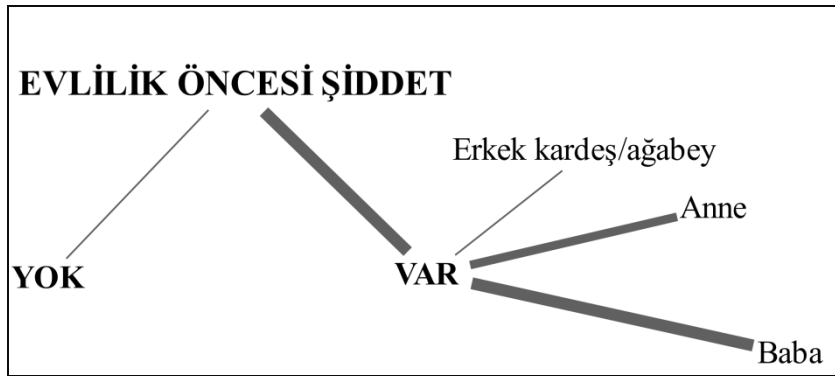 EVLİLİK ÖNCESİ ŞİDDET
Erkek kardeş/ağabey
Anne
YOK
VAR
Baba